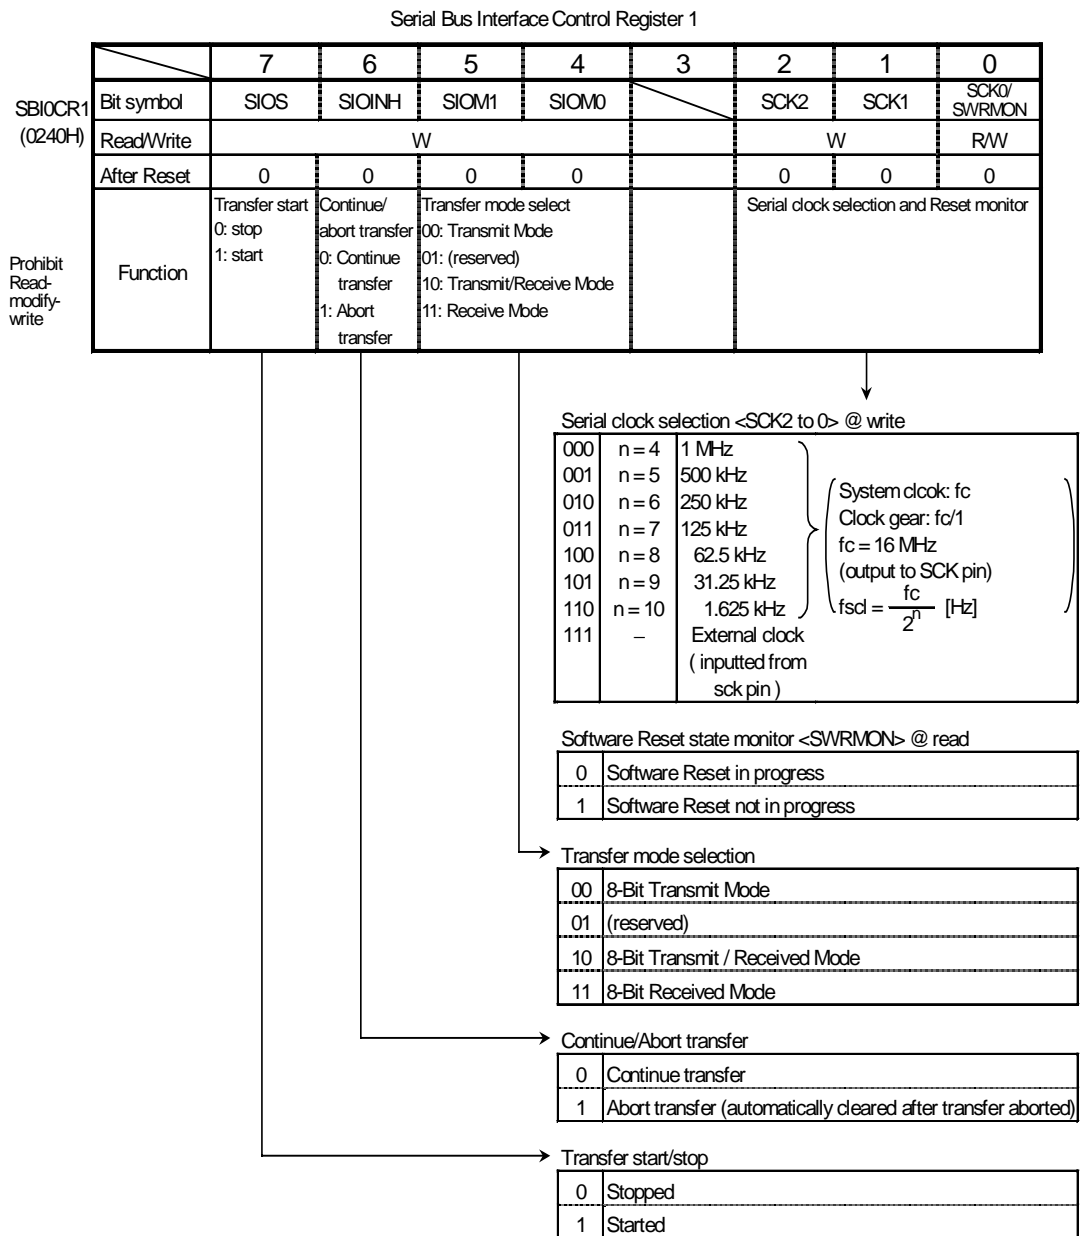 Serial Bus Interface Control Register 1
7 6 5 4 3 2 1 0
SBI0CR1
(0240H)
Bit symbol SIOS SIOINH SIOM1 SIOM0 SCK2 SCK1 SCK0/
SWRMON
Read/Write W W R/W
After Reset 0 0 0 0 0 0 0
Prohibit
Read-
modify-
write
Function
Transfer start
0: stop
1: start
Continue/
abort transfer
0: Continue
transfer
1: Abort
transfer
Transfer mode select
00: Transmit Mode
01: (reserved)
10: Transmit/Receive Mode
11: Receive Mode
Serial clock selection and Reset monitor
Serial clock selection <SCK2 to 0> @ write
000 n = 4 1 MHz
001 n = 5 500 kHz
010 n = 6 250 kHz
011 n = 7 125 kHz
100 n = 8 62.5 kHz
101 n = 9 31.25 kHz
110 n = 10 1.625 kHz
111 – External clock
( inputted from
sck pin )
System clcok: fc
Clock gear: fc/1
fc = 16 MHz
(output to SCK pin)
fscl = fc / 2^n [Hz]
Software Reset state monitor <SWRMON> @ read
0 Software Reset in progress
1 Software Reset not in progress
Transfer mode selection
00 8-Bit Transmit Mode
01 (reserved)
10 8-Bit Transmit / Received Mode
11 8-Bit Received Mode
Continue/Abort transfer
0 Continue transfer
1 Abort transfer (automatically cleared after transfer aborted)
Transfer start/stop
0 Stopped
1 Started